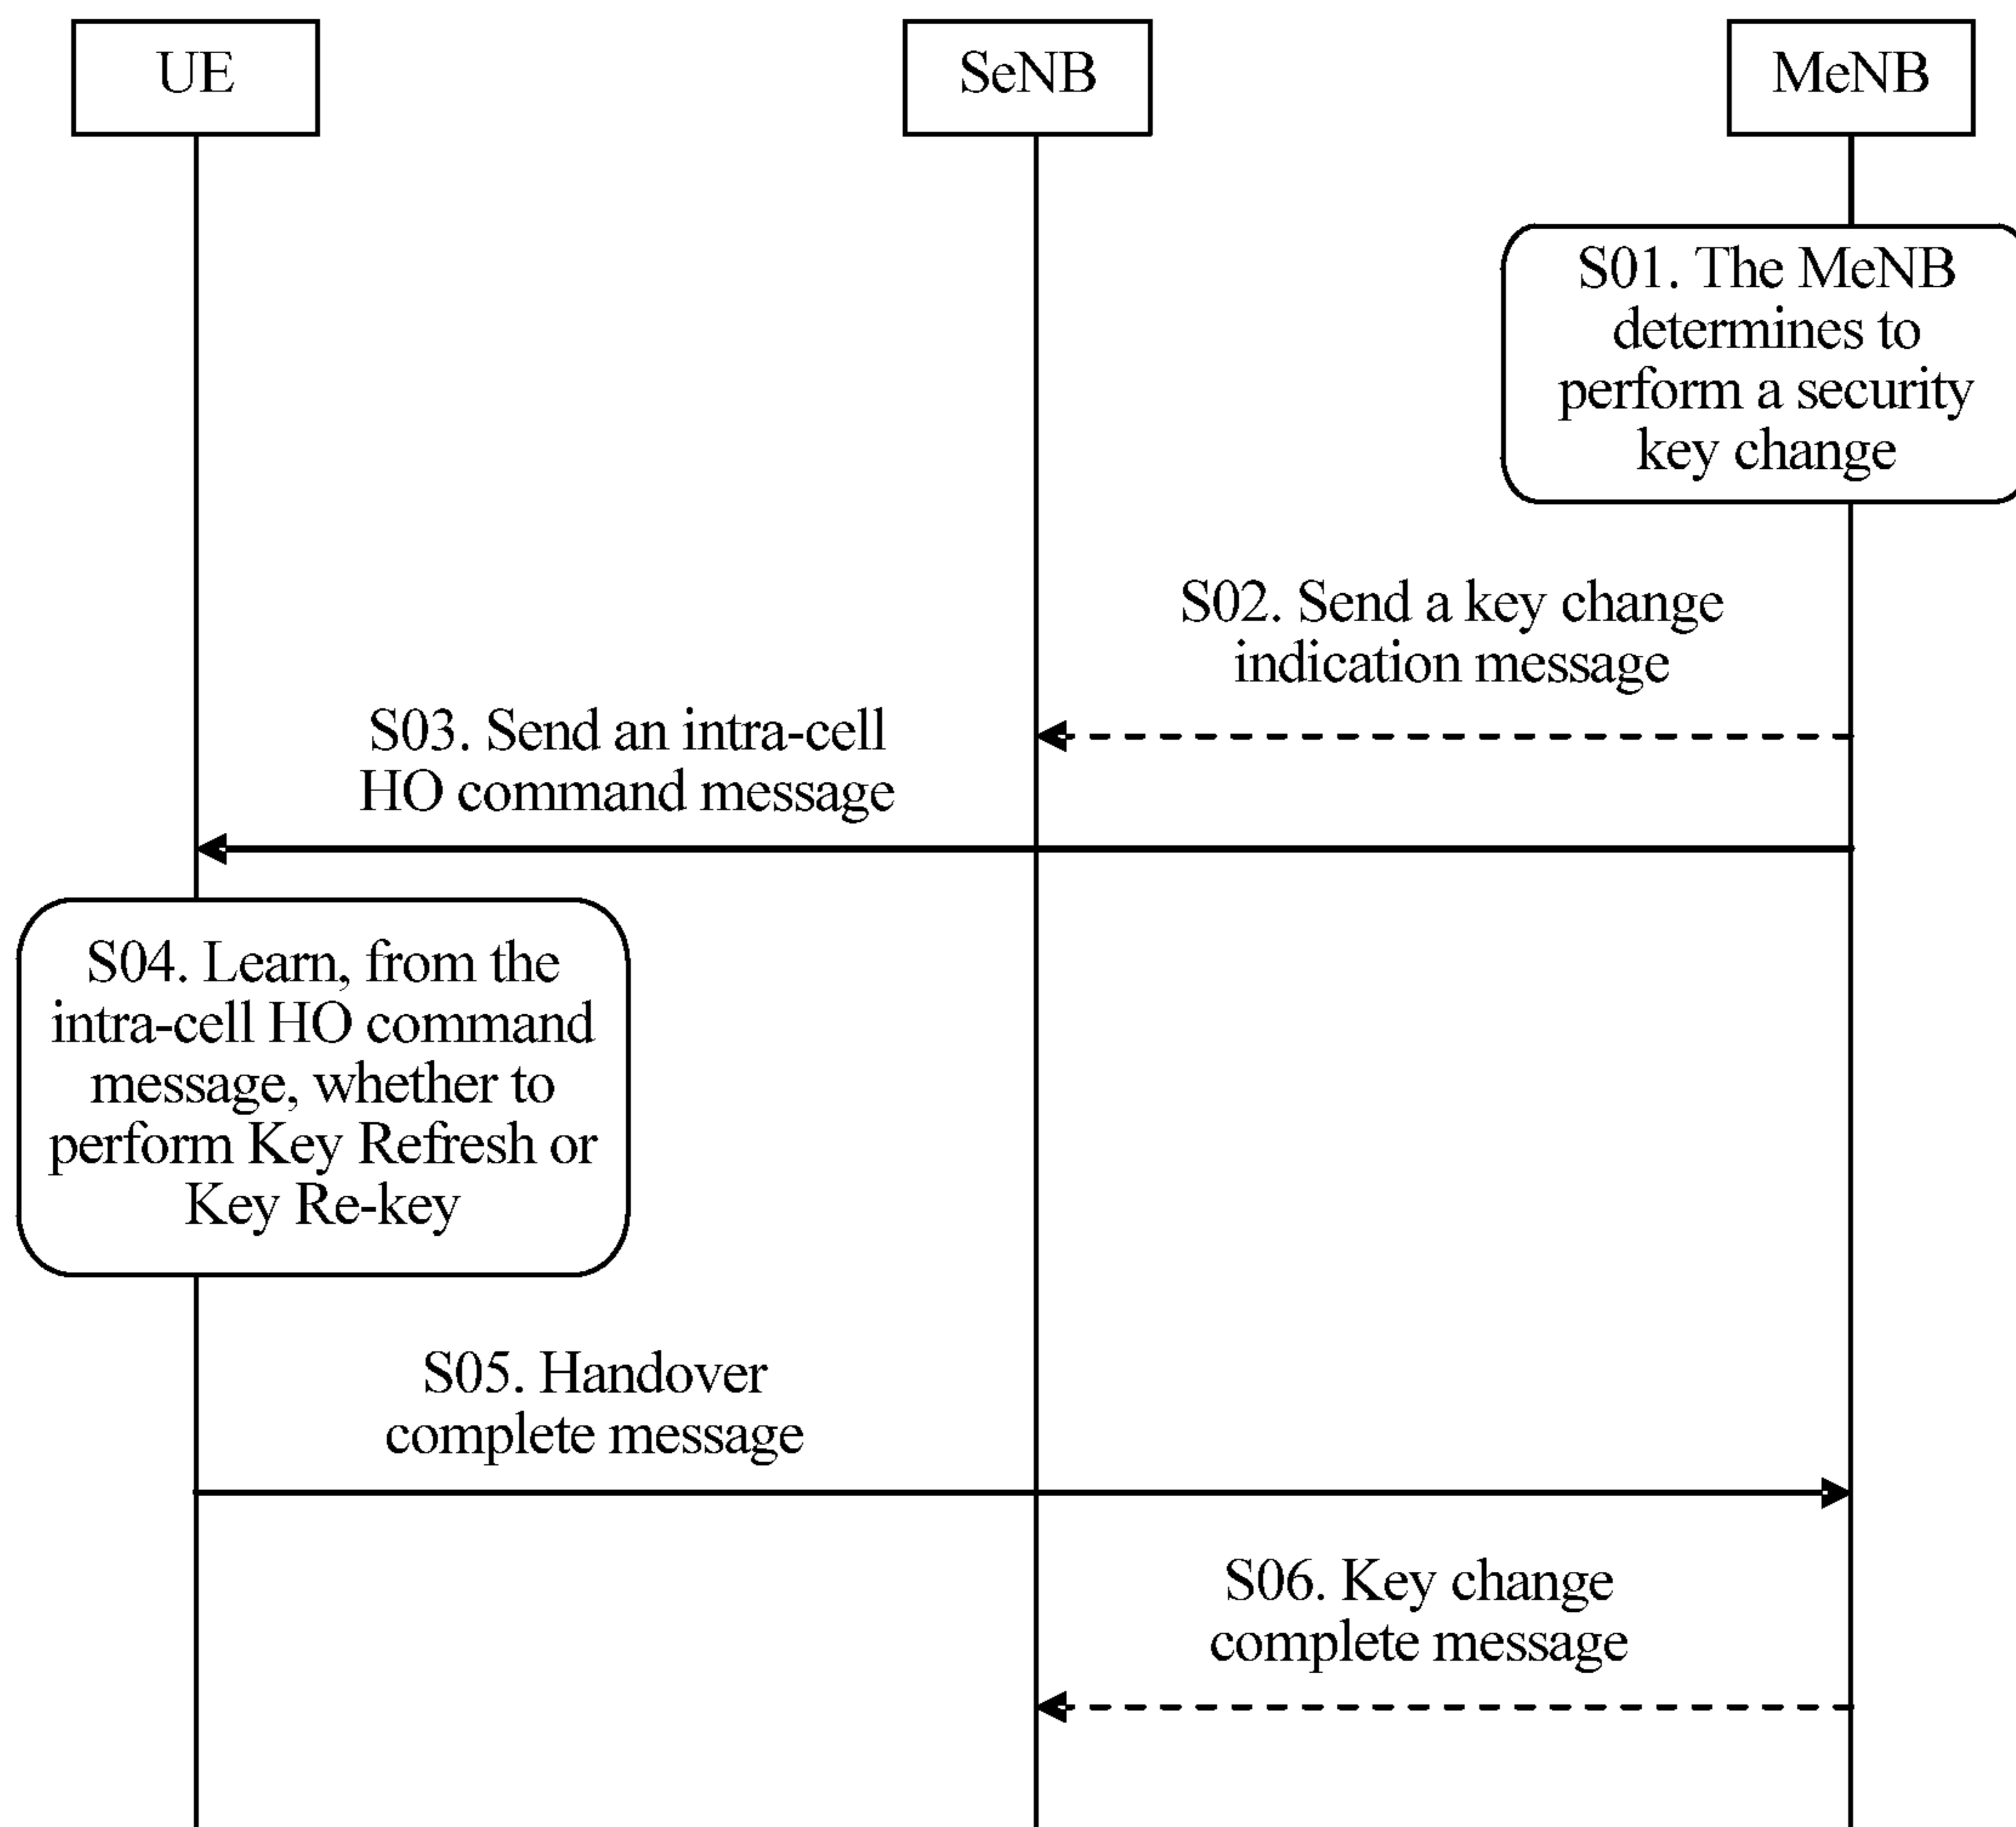 UE
SeNB
MeNB
S01. The MeNB
determines to
perform a security
key change
S02. Send a key change
indication message
S03. Send an intra-cell
HO command message
S04. Learn, from the
intra-cell HO command
message, whether to
perform Key Refresh or
Key Re-key
S05. Handover
complete message
S06. Key change
complete message